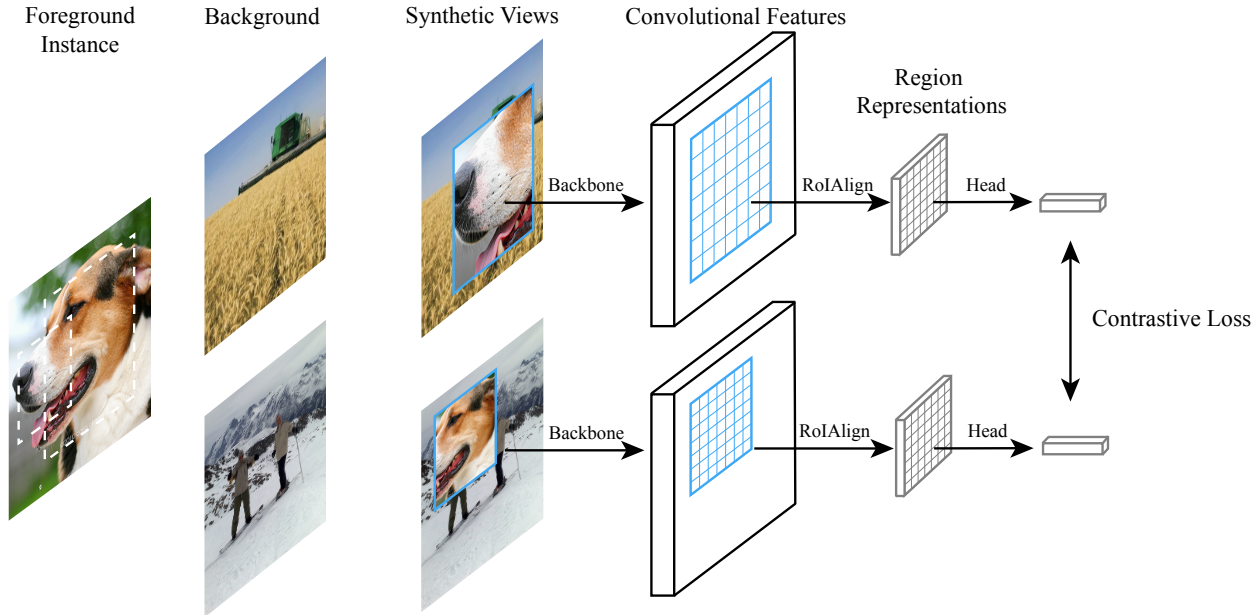 Foreground
Instance
Background
Synthetic Views
Convolutional Features
Region
Representations
Backbone
RoIAlign
Head
Contrastive Loss
Backbone
RoIAlign
Head